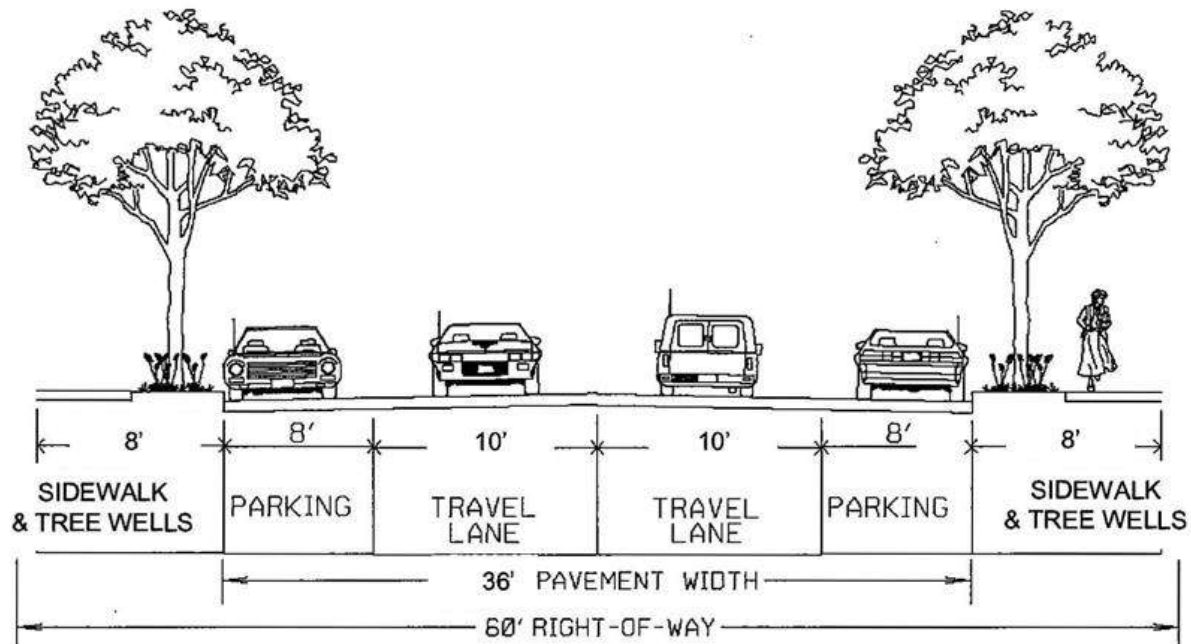 8' 8' 10' 10' 8' 8'
SIDEWALK
& TREE WELLS
PARKING
TRAVEL
LANE
TRAVEL
LANE
PARKING
SIDEWALK
& TREE WELLS
36' PAVEMENT WIDTH
60' RIGHT-OF-WAY